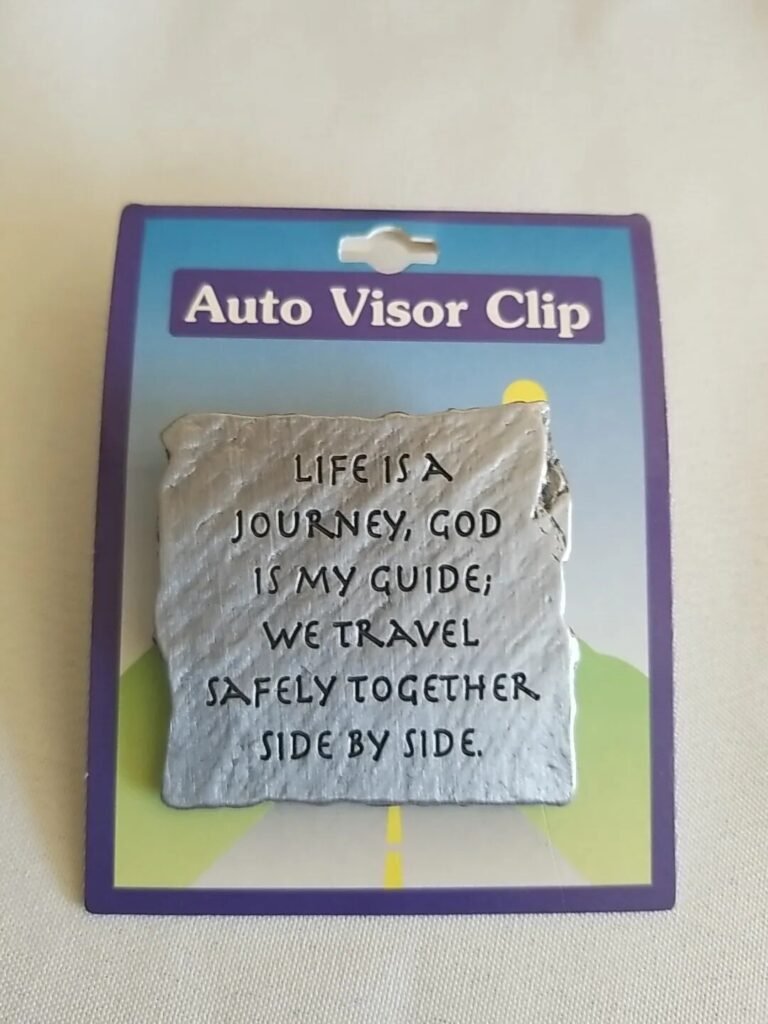 Auto Visor Clip
LIFE IS A
JOURNEY, GOD
IS MY GUIDE;
WE TRAVEL
SAFELY TOGETHER
SIDE BY SIDE.